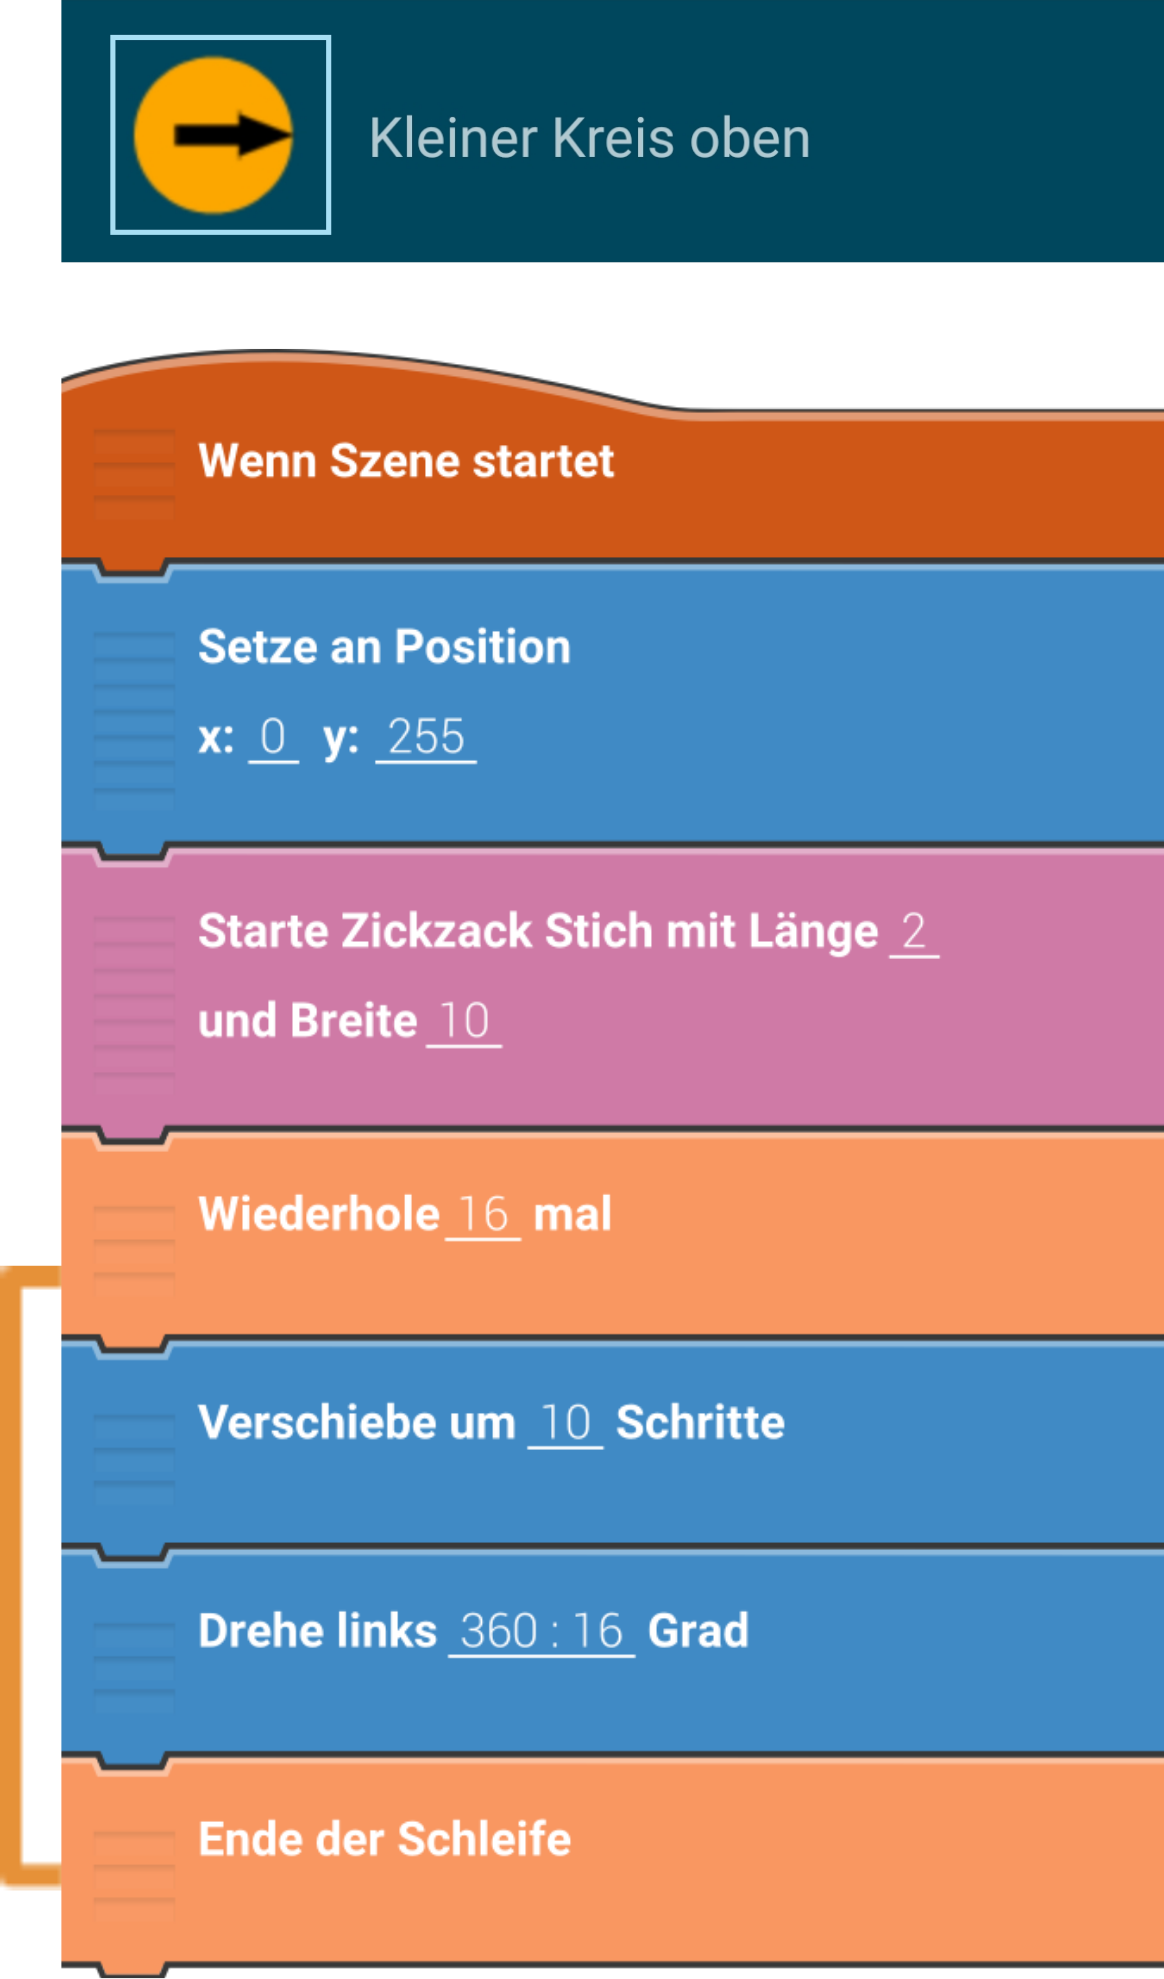 Kleiner Kreis oben
Wenn Szene startet
Setze an Position
x: 0 y: 255
Starte Zickzack Stich mit Länge 2
und Breite 10
Wiederhole 16 mal
Verschiebe um 10 Schritte
Drehe links 360 : 16 Grad
Ende der Schleife